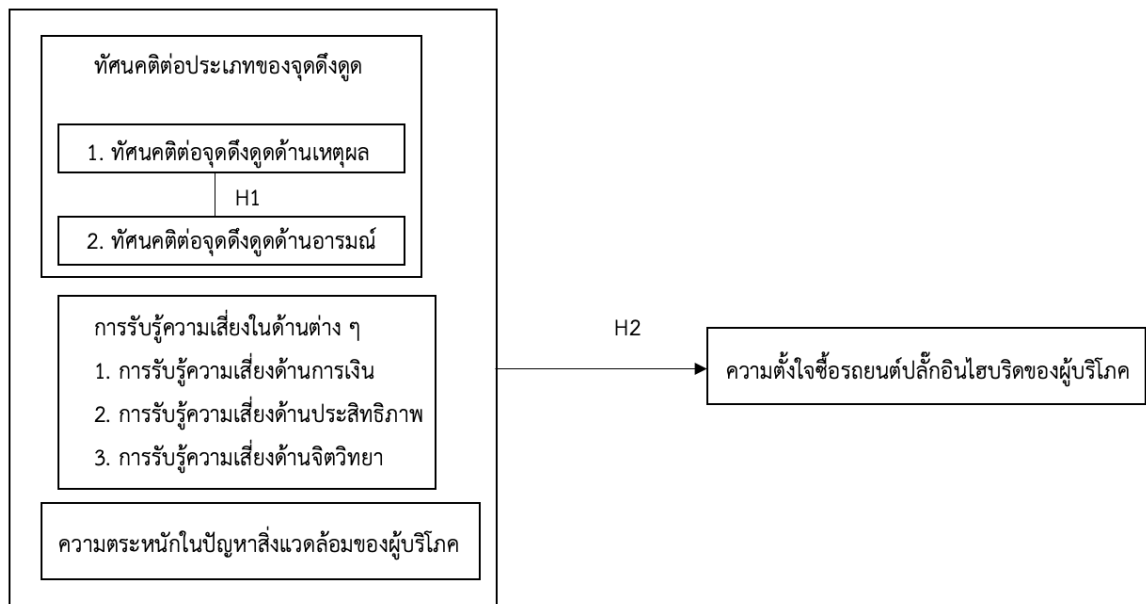 ทัศนคติต่อประเภทของจุดดึงดูด
1. ทัศนคติต่อจุดดึงดูดด้านเหตุผล
H1
2. ทัศนคติต่อจุดดึงดูดด้านอารมณ์
การรับรู้ความเสี่ยงในด้านต่าง ๆ
1. การรับรู้ความเสี่ยงด้านการเงิน
2. การรับรู้ความเสี่ยงด้านประสิทธิภาพ
3. การรับรู้ความเสี่ยงด้านจิตวิทยา
ความตระหนักในปัญหาสิ่งแวดล้อมของผู้บริโภค
H2
ความตั้งใจซื้อรถยนต์ปลั๊กอินไฮบริดของผู้บริโภค